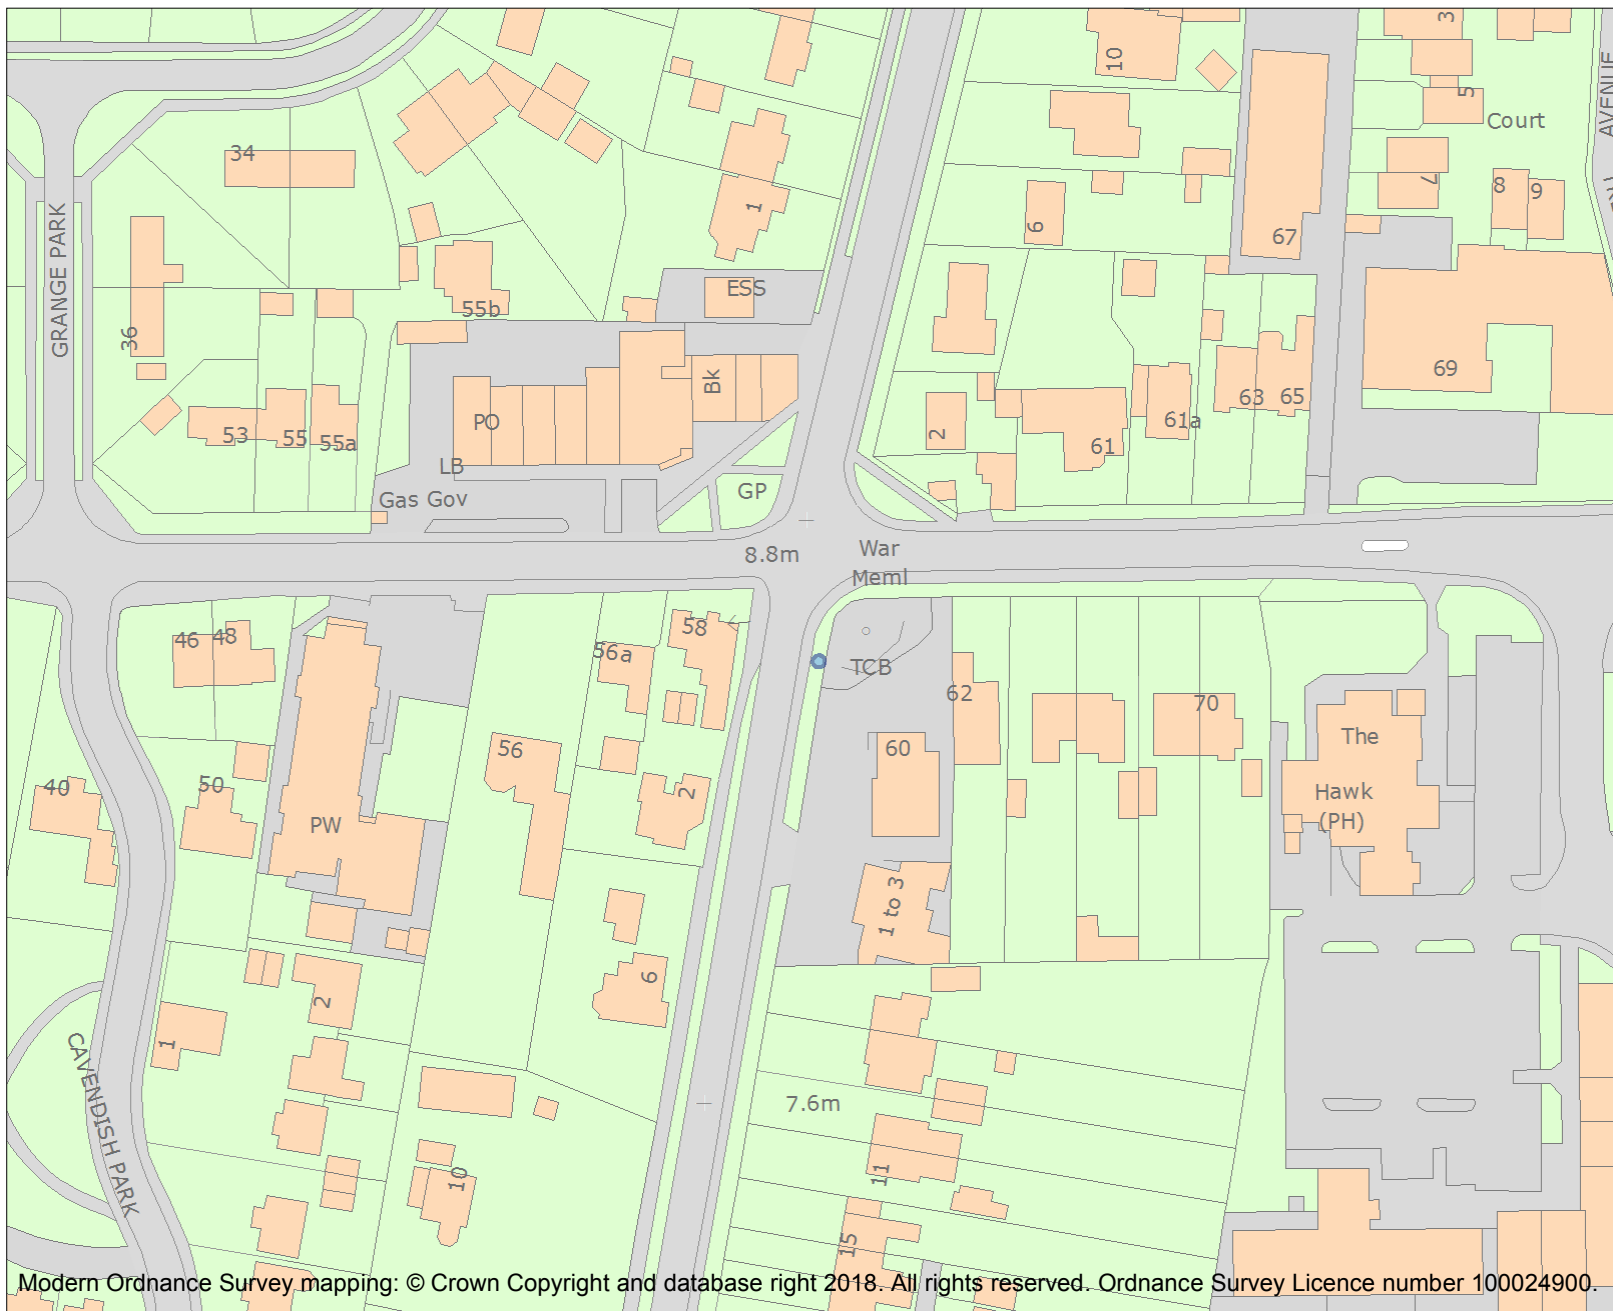 10
3
5
AVENUE
Court
34
1
6
7
8
9
GRANGE PARK
67
36
55b
ESS
69
Bk
PO
53
55
55a
2
61
61a
63
65
LB
Gas Gov
GP
8.8m
War
Meml
46
48
56a
58
TCB
62
70
60
56
The
Hawk
(PH)
40
50
2
PW
1 to 3
2
6
1
CAVENDISH PARK
7.6m
10
11
15
Modern Ordnance Survey mapping: © Crown Copyright and database right 2018. All rights reserved. Ordnance Survey Licence number 100024900.